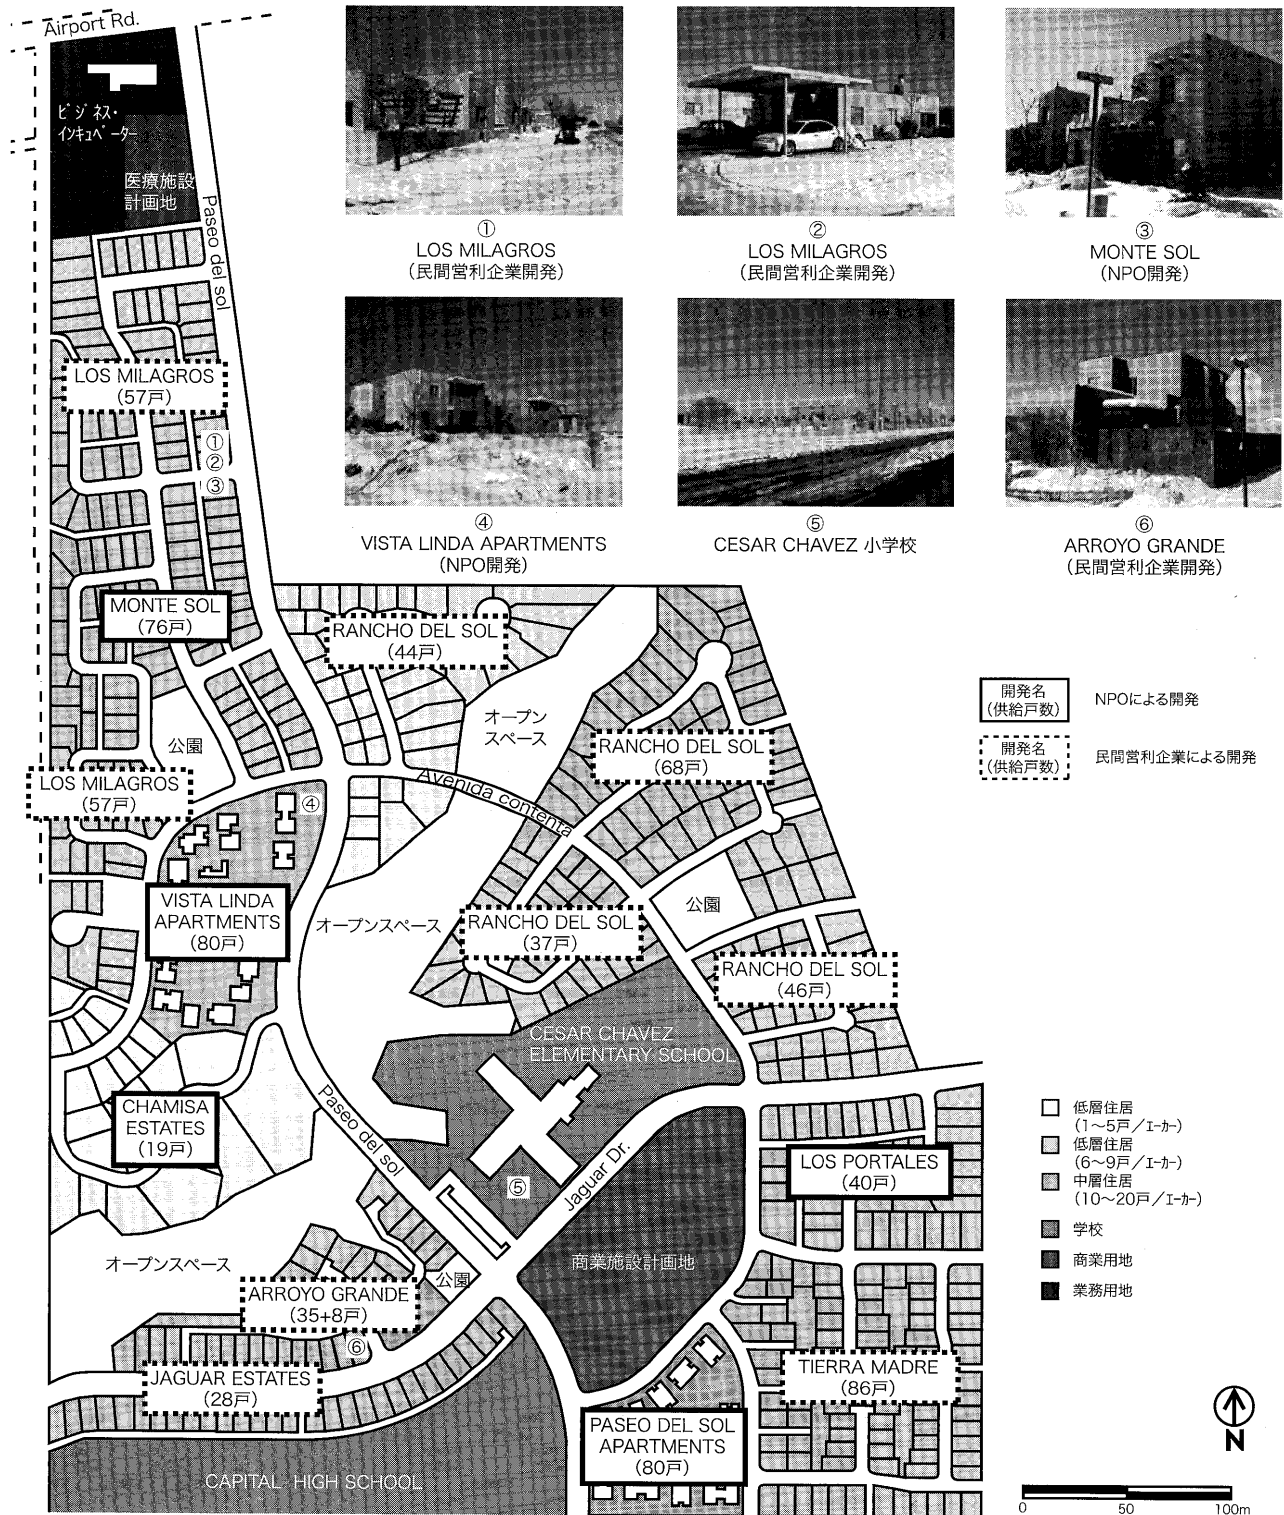 Airport Rd.
ビジネス・
インキュベーター
医療施設
計画地
Paseo del sol
①
LOS MILAGROS
（民間営利企業開発）
②
LOS MILAGROS
（民間営利企業開発）
③
MONTE SOL
（NPO開発）
④
VISTA LINDA APARTMENTS
（NPO開発）
⑤
CESAR CHAVEZ 小学校
⑥
ARROYO GRANDE
（民間営利企業開発）
LOS MILAGROS
（57戸）
①
②
③
MONTE SOL
（76戸）
RANCHO DEL SOL
（44戸）
オープン
スペース
公園
RANCHO DEL SOL
（68戸）
LOS MILAGROS
（57戸）
④
Avenida contenta
VISTA LINDA
APARTMENTS
（80戸）
オープンスペース
RANCHO DEL SOL
（37戸）
公園
RANCHO DEL SOL
（46戸）
CESAR CHAVEZ
ELEMENTARY SCHOOL
CHAMISA
ESTATES
（19戸）
Paseo del sol
⑤
Jaguar Dr.
LOS PORTALES
（40戸）
オープンスペース
公園
商業施設計画地
ARROYO GRANDE
（35+8戸）
⑥
JAGUAR ESTATES
（28戸）
TIERRA MADRE
（86戸）
PASEO DEL SOL
APARTMENTS
（80戸）
CAPITAL HIGH SCHOOL
開発名
（供給戸数）
NPOによる開発
開発名
（供給戸数）
民間営利企業による開発
低層住居
（1～5戸／エーカー）
低層住居
（6～9戸／エーカー）
中層住居
（10～20戸／エーカー）
学校
商業用地
業務用地
N
0 50 100m